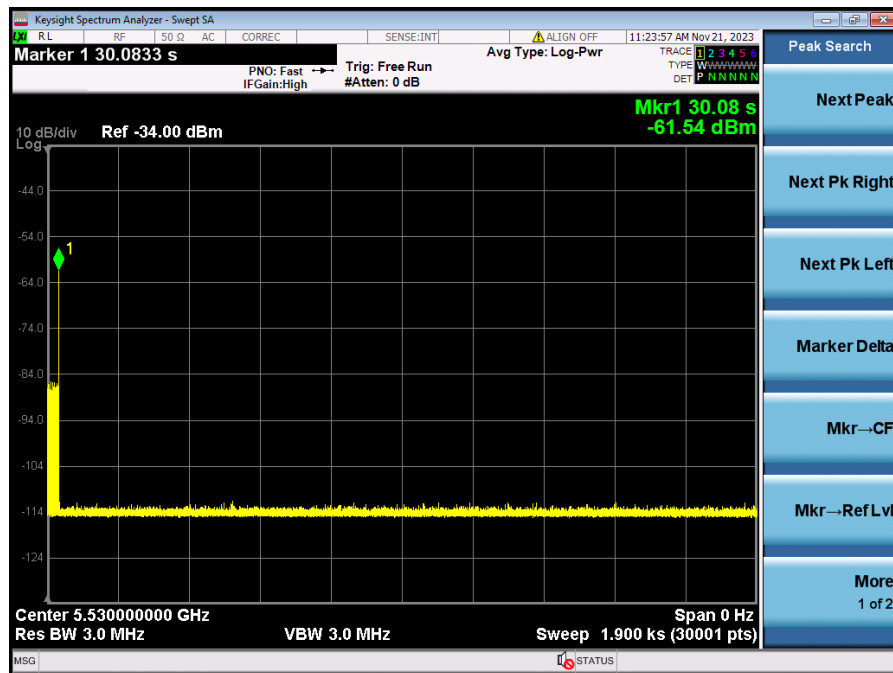 Keysight Spectrum Analyzer - Swept SA
LXI RL RF 50 Ω AC CORREC SENSE:INT ALIGN OFF 11:23:57 AM Nov 21, 2023
Marker 1 30.0833 s
PNO: Fast
IFGain:High
Trig: Free Run
#Atten: 0 dB
Avg Type: Log-Pwr
TRACE 1 2 3 4 5 6
TYPE WWWWWW
DET P N N N N N
Mkr1 30.08 s
-61.54 dBm
10 dB/div Ref -34.00 dBm
Log
-44.0
-54.0
1
-64.0
-74.0
-84.0
-94.0
-104
-114
-124
Center 5.530000000 GHz Span 0 Hz
Res BW 3.0 MHz VBW 3.0 MHz Sweep 1.900 ks (30001 pts)
MSG STATUS
Peak Search
Next Peak
Next Pk Right
Next Pk Left
Marker Delta
Mkr→CF
Mkr→Ref Lvl
More
1 of 2